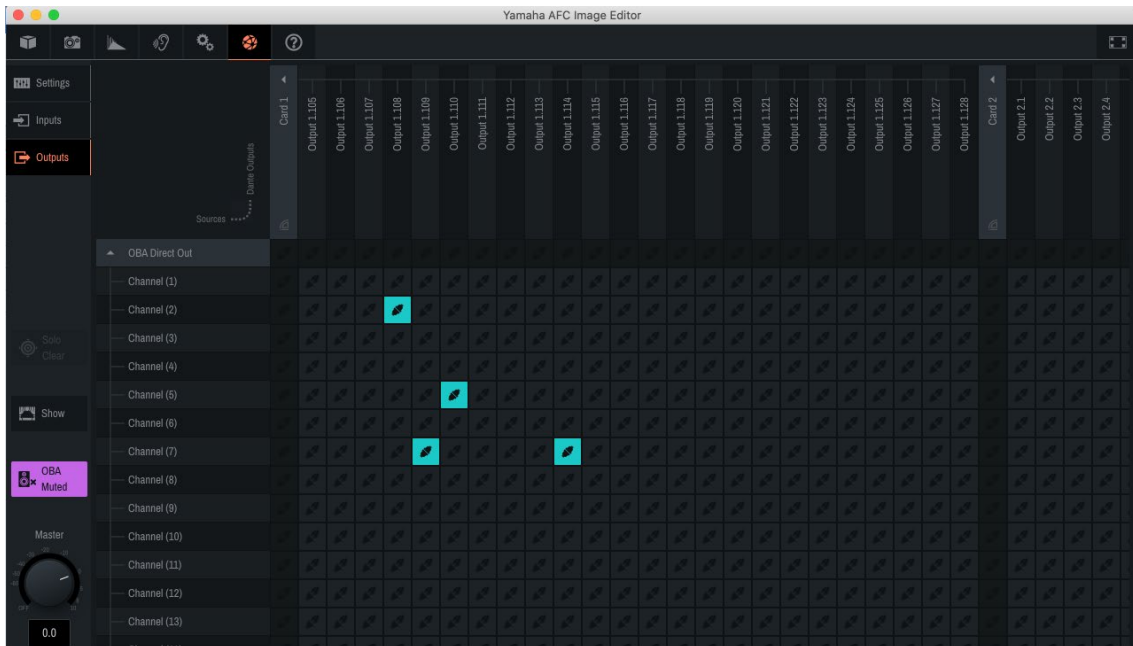 Yamaha AFC Image Editor
Settings
Inputs
Outputs
Sources
Dante Outputs
Card 1
Output 1.105
Output 1.106
Output 1.107
Output 1.108
Output 1.109
Output 1.110
Output 1.111
Output 1.112
Output 1.113
Output 1.114
Output 1.115
Output 1.116
Output 1.117
Output 1.118
Output 1.119
Output 1.120
Output 1.121
Output 1.122
Output 1.123
Output 1.124
Output 1.125
Output 1.126
Output 1.127
Output 1.128
Card 2
Output 2.1
Output 2.2
Output 2.3
Output 2.4
OBA Direct Out
Channel (1)
Channel (2)
Channel (3)
Channel (4)
Channel (5)
Channel (6)
Channel (7)
Channel (8)
Channel (9)
Channel (10)
Channel (11)
Channel (12)
Channel (13)
Solo
Clear
Show
OBA
Muted
Master
OFF
10
0.0